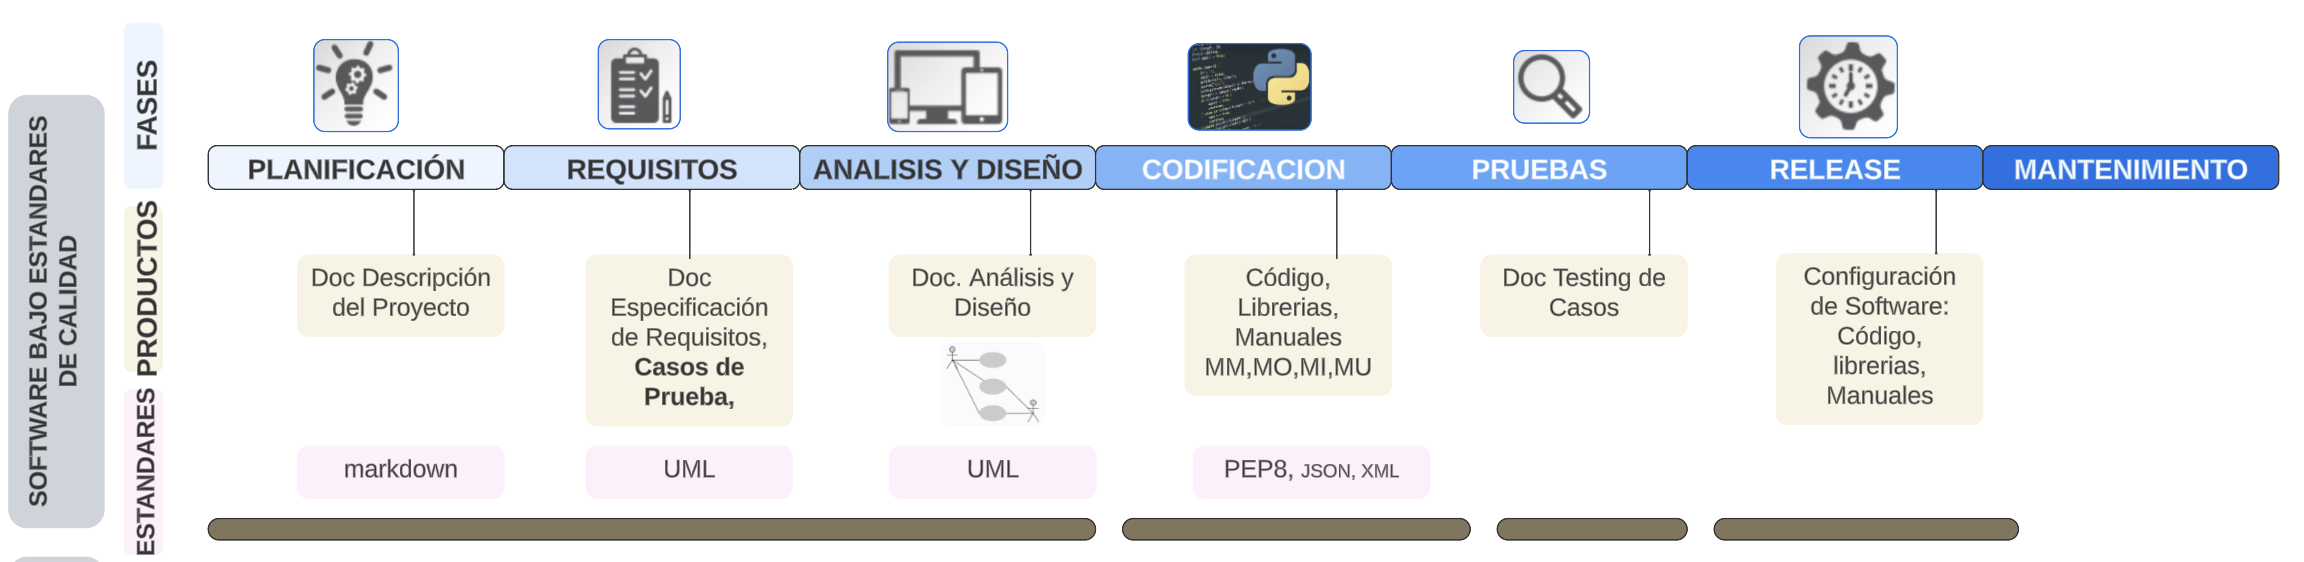 SOFTWARE BAJO ESTANDARES
DE CALIDAD
FASES
PLANIFICACIÓN
REQUISITOS
ANALISIS Y DISEÑO
CODIFICACION
PRUEBAS
RELEASE
MANTENIMIENTO
PRODUCTOS
Doc Descripción
del Proyecto
Doc
Especificación
de Requisitos,
Casos de
Prueba,
Doc. Análisis y
Diseño
Código,
Librerias,
Manuales
MM,MO,MI,MU
Doc Testing de
Casos
Configuración
de Software:
Código,
librerias,
Manuales
ESTANDARES
markdown
UML
UML
PEP8, JSON, XML